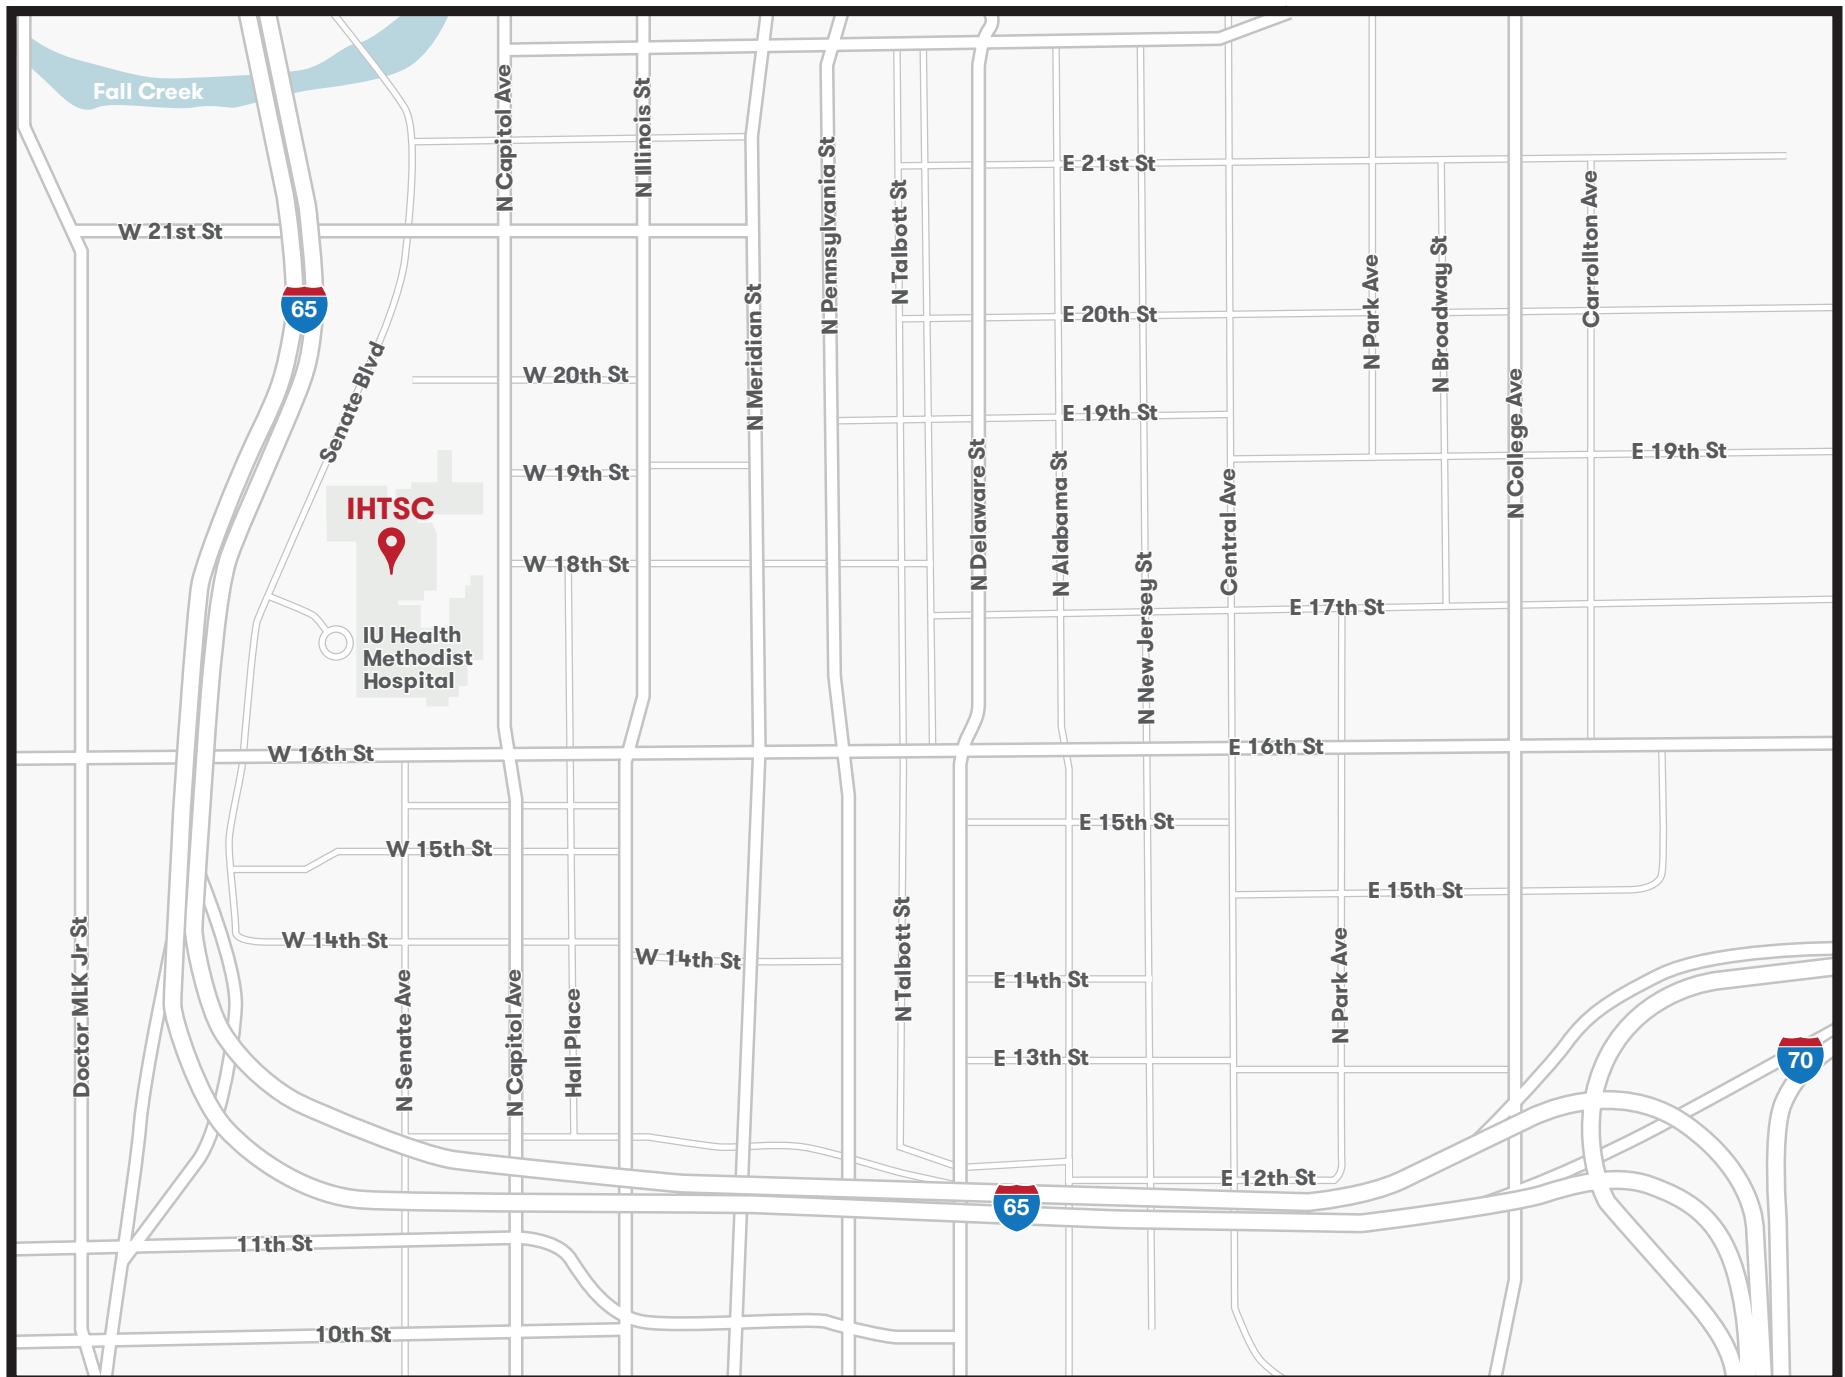 Fall Creek
N Capitol Ave
N Illinois St
N Pennsylvania St
E 21st St
N Talbott St
Carrollton Ave
W 21st St
N Park Ave
N Broadway St
65
N Meridian St
E 20th St
Senate Blvd
W 20th St
N College Ave
E 19th St
E 19th St
N Delaware St
N Alabama St
W 19th St
Central Ave
IHTSC
W 18th St
N New Jersey St
E 17th St
IU Health
Methodist
Hospital
W 16th St
E 16th St
E 15th St
W 15th St
E 15th St
N Talbott St
Doctor MLK Jr St
W 14th St
W 14th St
N Park Ave
E 14th St
N Senate Ave
N Capitol Ave
Hall Place
E 13th St
70
E 12th St
65
11th St
10th St